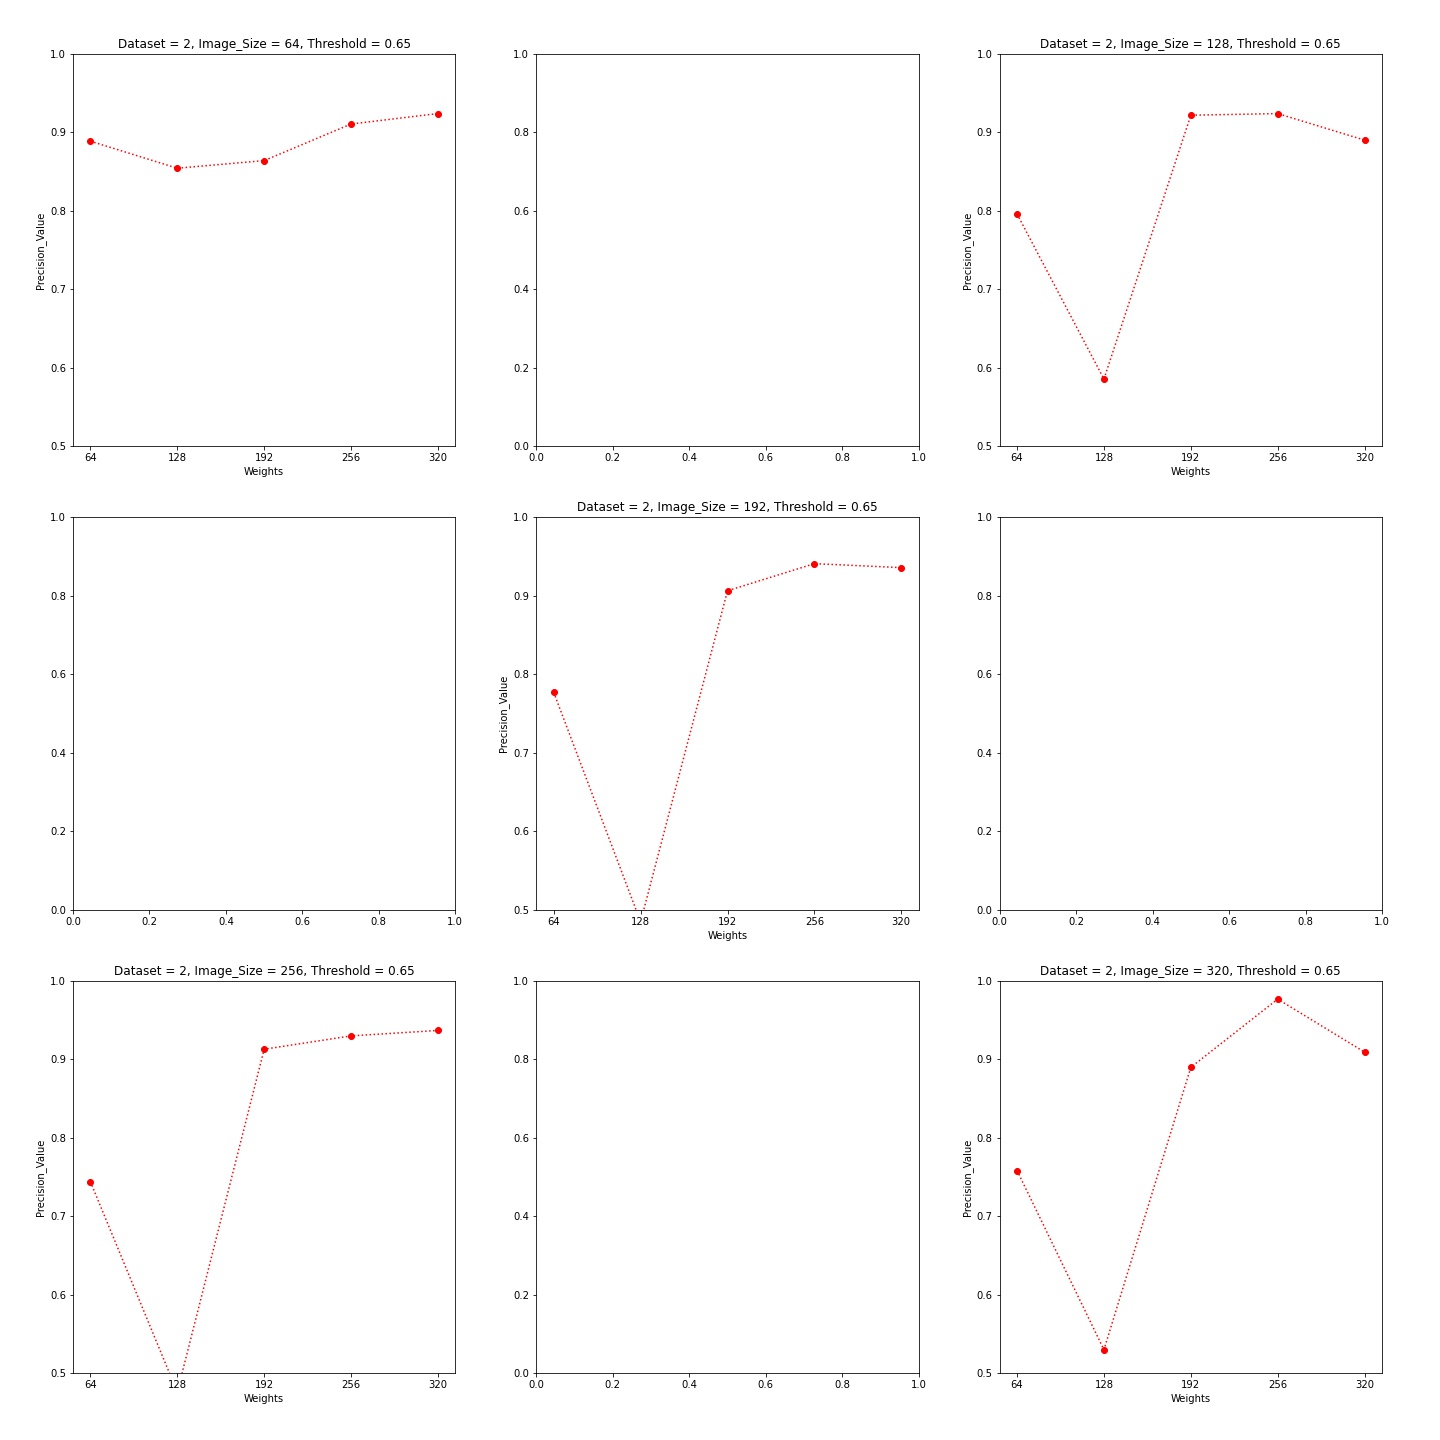 Dataset = 2, Image_Size = 64, Threshold = 0.65
1.0
0.9
0.8
0.7
0.6
0.5
Precision_Value
64 128 192 256 320
Weights
1.0
0.8
0.6
0.4
0.2
0.0
0.0 0.2 0.4 0.6 0.8 1.0
Dataset = 2, Image_Size = 128, Threshold = 0.65
1.0
0.9
0.8
0.7
0.6
0.5
Precision_Value
64 128 192 256 320
Weights
1.0
0.8
0.6
0.4
0.2
0.0
0.0 0.2 0.4 0.6 0.8 1.0
Dataset = 2, Image_Size = 192, Threshold = 0.65
1.0
0.9
0.8
0.7
0.6
0.5
Precision_Value
64 128 192 256 320
Weights
1.0
0.8
0.6
0.4
0.2
0.0
0.0 0.2 0.4 0.6 0.8 1.0
Dataset = 2, Image_Size = 256, Threshold = 0.65
1.0
0.9
0.8
0.7
0.6
0.5
Precision_Value
64 128 192 256 320
Weights
1.0
0.8
0.6
0.4
0.2
0.0
0.0 0.2 0.4 0.6 0.8 1.0
Dataset = 2, Image_Size = 320, Threshold = 0.65
1.0
0.9
0.8
0.7
0.6
0.5
Precision_Value
64 128 192 256 320
Weights